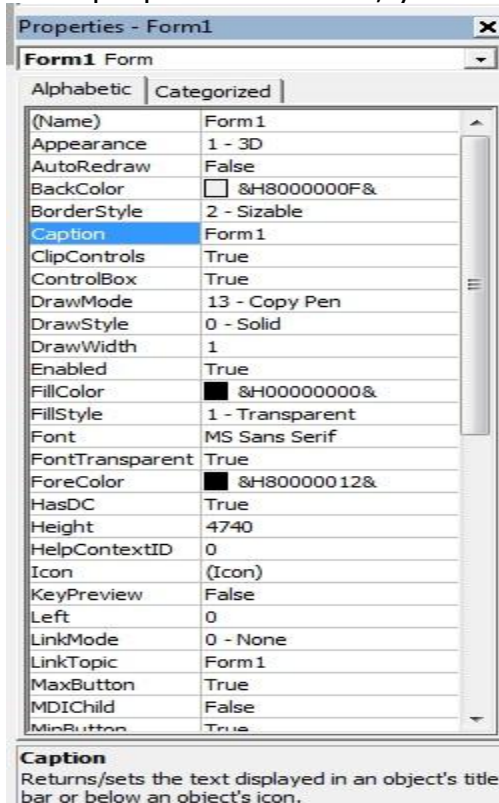 Properties - Form1
Form1 Form
Alphabetic Categorized
(Name) Form1
Appearance 1 - 3D
AutoRedraw False
BackColor &H8000000F&
BorderStyle 2 - Sizable
Caption Form1
ClipControls True
ControlBox True
DrawMode 13 - Copy Pen
DrawStyle 0 - Solid
DrawWidth 1
Enabled True
FillColor &H00000000&
FillStyle 1 - Transparent
Font MS Sans Serif
FontTransparent True
ForeColor &H80000012&
HasDC True
Height 4740
HelpContextID 0
Icon (Icon)
KeyPreview False
Left 0
LinkMode 0 - None
LinkTopic Form1
MaxButton True
MDIChild False
MinButton True
Caption
Returns/sets the text displayed in an object's title
bar or below an object's icon.